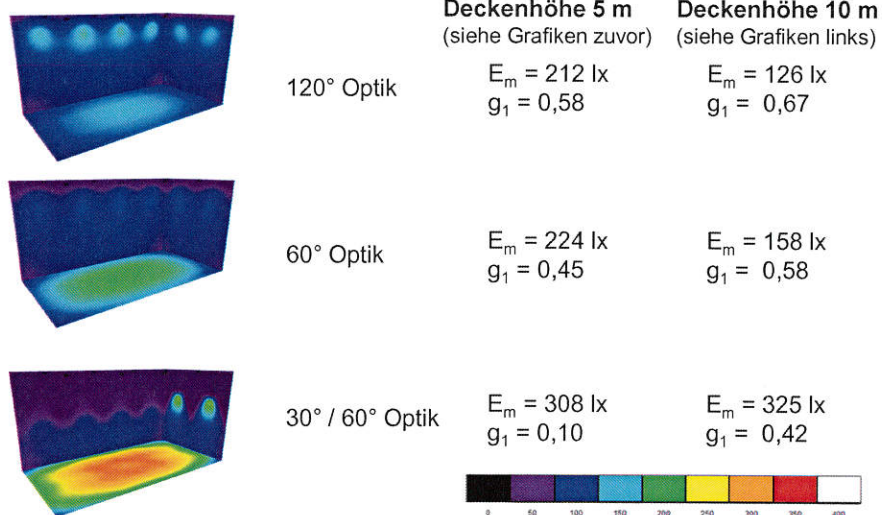 Deckenhöhe 5 m
(siehe Grafiken zuvor)
Deckenhöhe 10 m
(siehe Grafiken links)
120° Optik
Em = 212 lx
g1 = 0,58
Em = 126 lx
g1 = 0,67
60° Optik
Em = 224 lx
g1 = 0,45
Em = 158 lx
g1 = 0,58
30° / 60° Optik
Em = 308 lx
g1 = 0,10
Em = 325 lx
g1 = 0,42
0 50 100 150 200 250 300 350 400